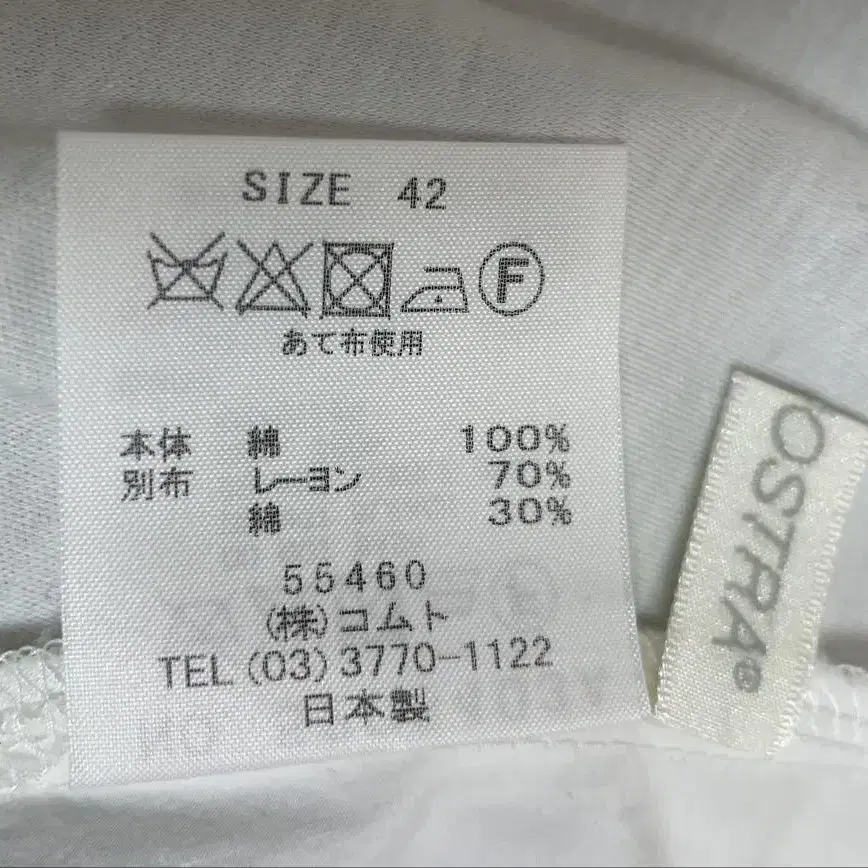 SIZE 42
F
あて布使用
本体 綿 100%
別布 レーヨン 70%
綿 30%
55460
(株)コムト
TEL(03)3770-1122
日本製
OSTRA®